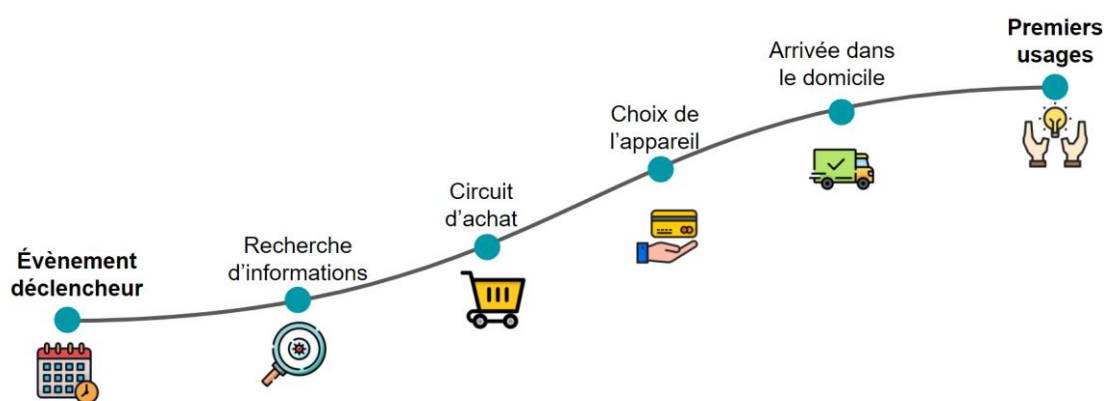 Évènement
déclencheur
Recherche
d'informations
Circuit
d'achat
Choix de
l'appareil
Arrivée dans
le domicile
Premiers
usages